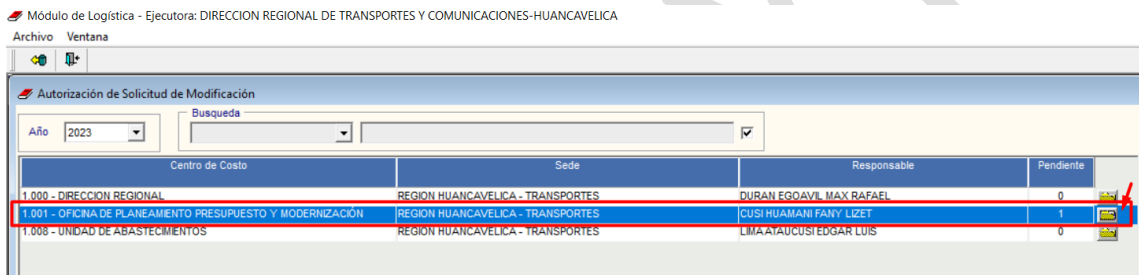 Módulo de Logística - Ejecutora: DIRECCION REGIONAL DE TRANSPORTES Y COMUNICACIONES-HUANCAVELICA
Archivo Ventana
Autorización de Solicitud de Modificación
Año 2023 Busqueda
Centro de Costo Sede Responsable Pendiente
1.000 - DIRECCION REGIONAL REGION HUANCAVELICA - TRANSPORTES DURAN EGOAVIL MAX RAFAEL 0
1.001 - OFICINA DE PLANEAMIENTO PRESUPUESTO Y MODERNIZACIÓN REGION HUANCAVELICA - TRANSPORTES CUSI HUAMANI FANY LIZET 1
1.008 - UNIDAD DE ABASTECIMIENTOS REGION HUANCAVELICA - TRANSPORTES LIMA ATAUCUSI EDGAR LUIS 0